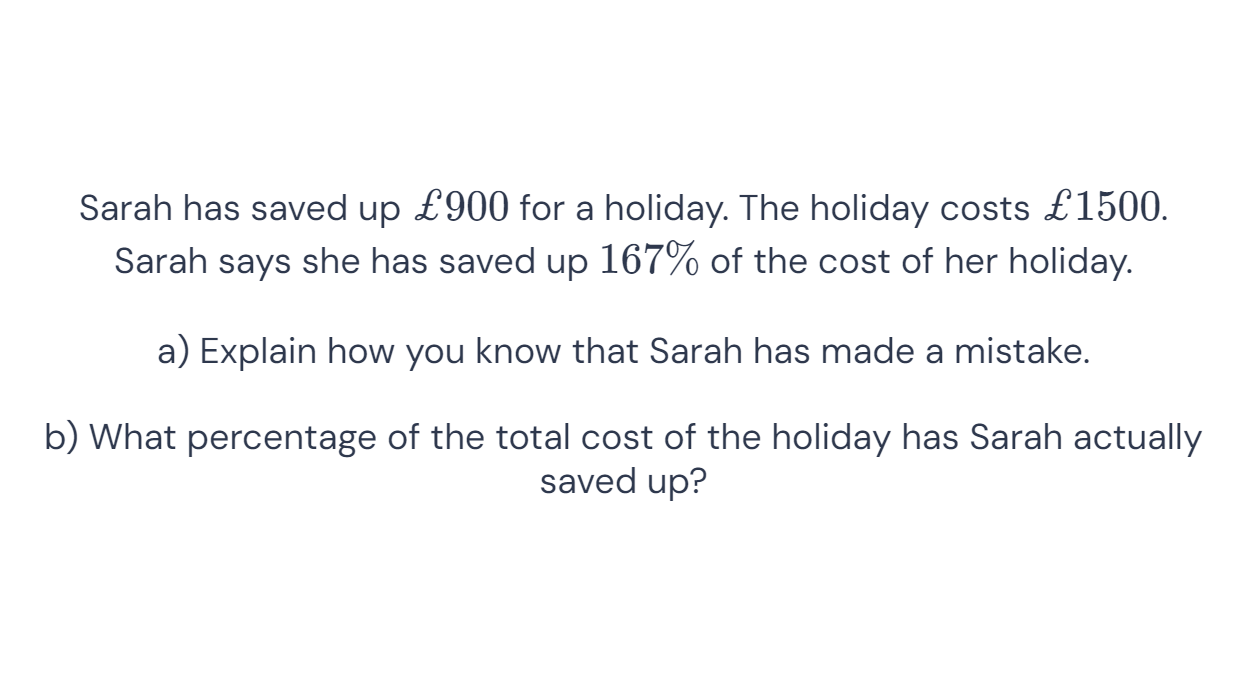 Sarah has saved up £900 for a holiday. The holiday costs £1500.
Sarah says she has saved up 167% of the cost of her holiday.
a) Explain how you know that Sarah has made a mistake.
b) What percentage of the total cost of the holiday has Sarah actually
saved up?